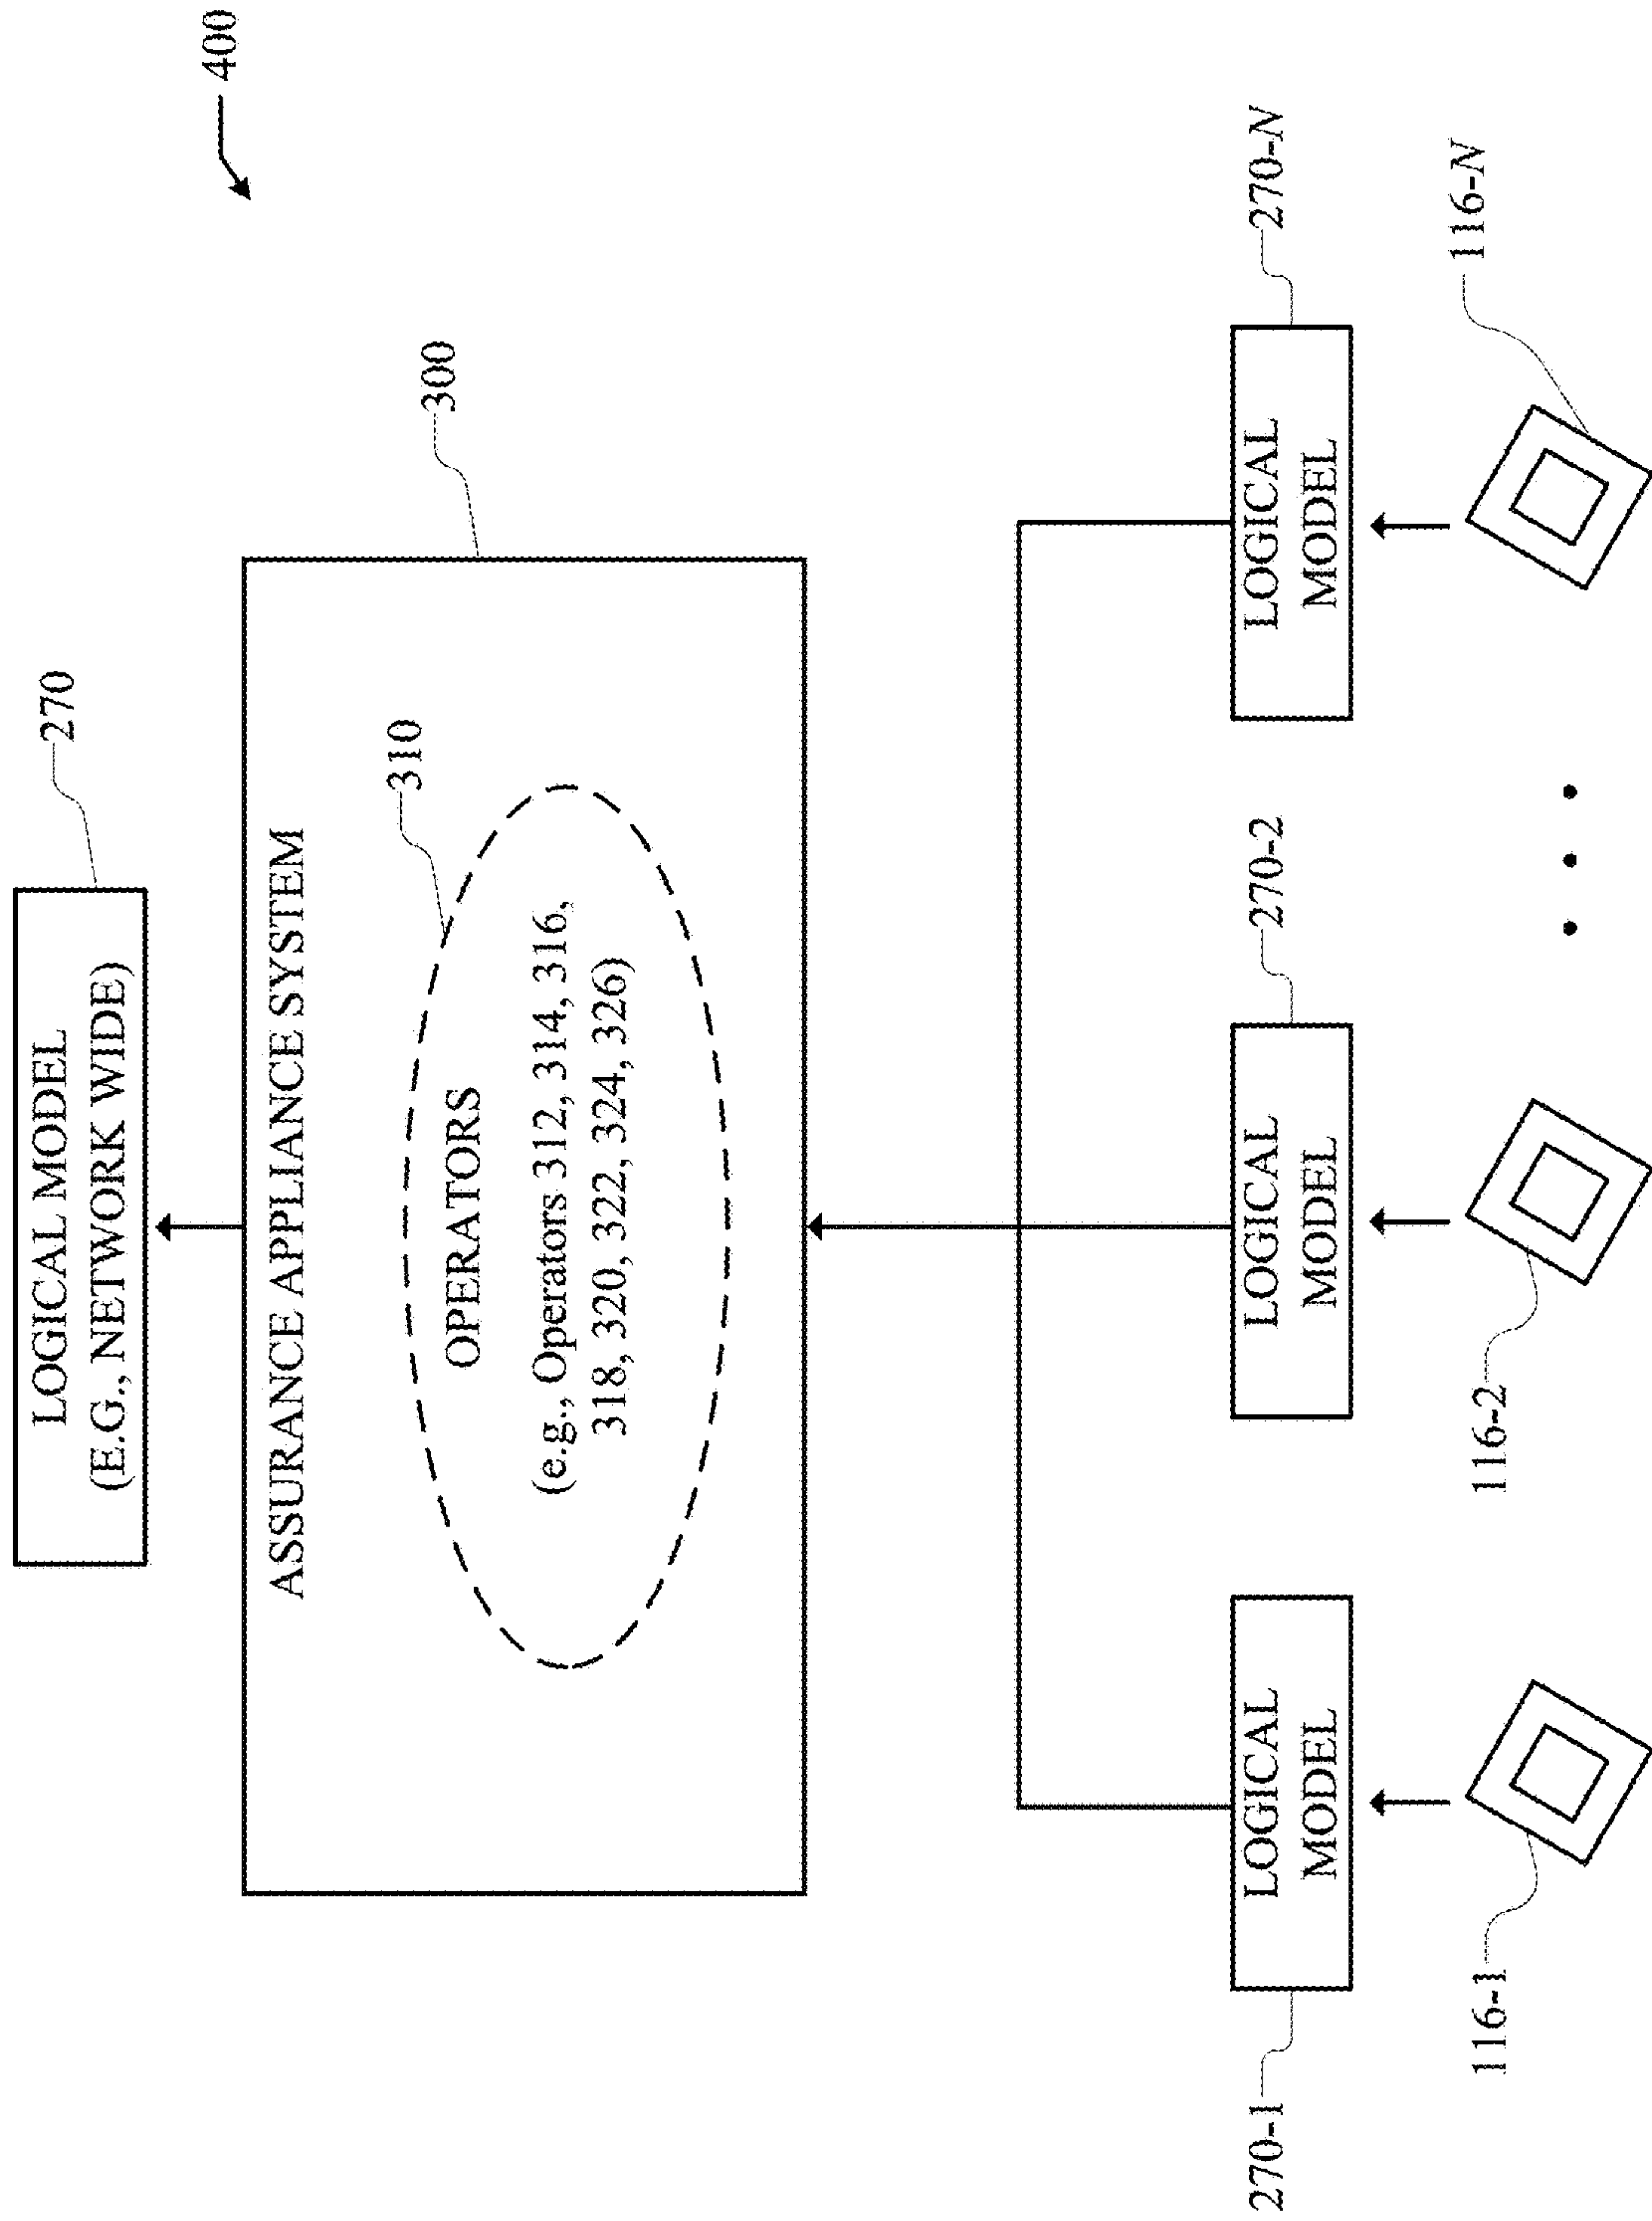 400
LOGICAL MODEL
(E.G., NETWORK WIDE)
270
ASSURANCE APPLIANCE SYSTEM
300
310
OPERATORS
(e.g., Operators 312, 314, 316,
318, 320, 322, 324, 326)
270-1
LOGICAL
MODEL
270-2
LOGICAL
MODEL
270-N
LOGICAL
MODEL
116-1
116-2
116-N